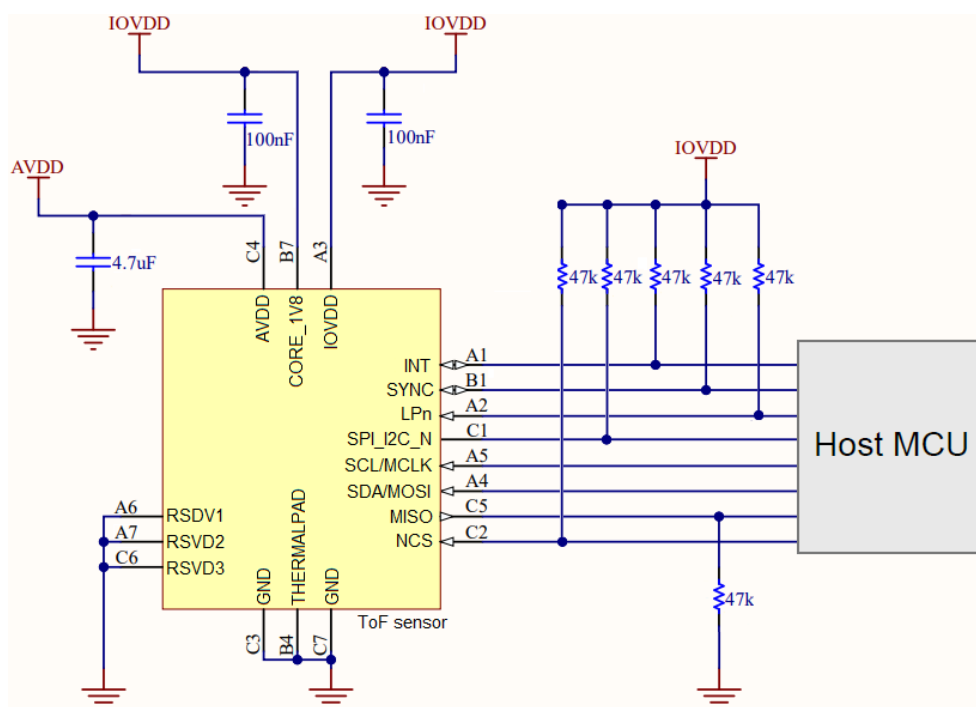 IOVDD
IOVDD
100nF
100nF
AVDD
IOVDD
4.7uF
C4
B7
A3
47k
47k
47k
47k
47k
AVDD
CORE_1V8
IOVDD
INT
A1
SYNC
B1
LPn
A2
SPI_I2C_N
C1
SCL/MCLK
A5
SDA/MOSI
A4
MISO
C5
NCS
C2
Host MCU
A6
RSDV1
A7
RSVD2
C6
RSVD3
GND
THERMALPAD
GND
47k
ToF sensor
C3
B4
C7